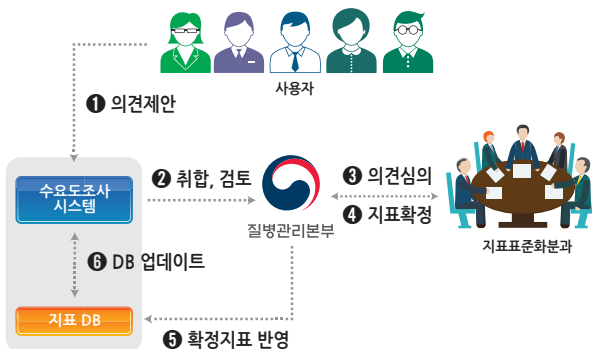 사용자
❶ 의견제안
수요도조사
시스템
❷ 취합, 검토
질병관리본부
❸ 의견심의
❹ 지표확정
지표표준화분과
❻ DB 업데이트
지표 DB
❺ 확정지표 반영